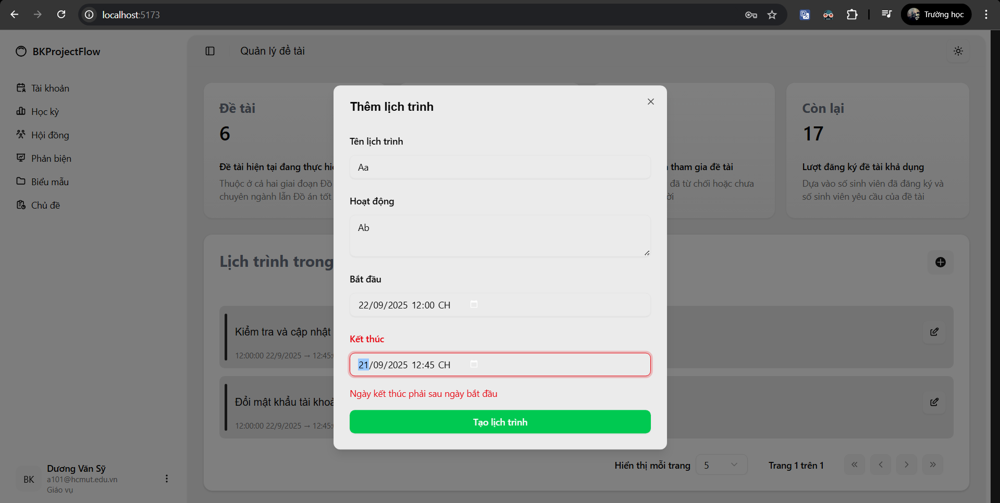 localhost:5173
Trường học
BKProjectFlow
Tài khoản
Học kỳ
Hội đồng
Phản biện
Biểu mẫu
Chủ đề
Dương Văn Sỹ
BK
a101@hcmut.edu.vn
Giáo vụ
Quản lý đề tài
Đề tài
6
Đề tài hiện tại đang thực
Thuộc ở cả hai giai đoạn Đồ
chuyên ngành lẫn Đồ án tốt
tham gia đề tài
đã từ chối hoặc chưa
Còn lại
17
Lượt đăng ký đề tài khả dụng
Dựa vào số sinh viên đã đăng ký và
số sinh viên yêu cầu của đề tài
Lịch trình trong
Kiểm tra và cập nhật
12:00:00 22/9/2025 → 12:45:
Đổi mật khẩu tài
12:00:00 22/9/2025 → 12:45:
Hiển thị mỗi trang
5
Trang 1 trên 1
Thêm lịch trình
Tên lịch trình
Aa
Hoạt động
Ab
Bắt đầu
22/09/2025 12:00 CH
Kết thúc
21/09/2025 12:45 CH
Ngày kết thúc phải sau ngày bắt đầu
Tạo lịch trình